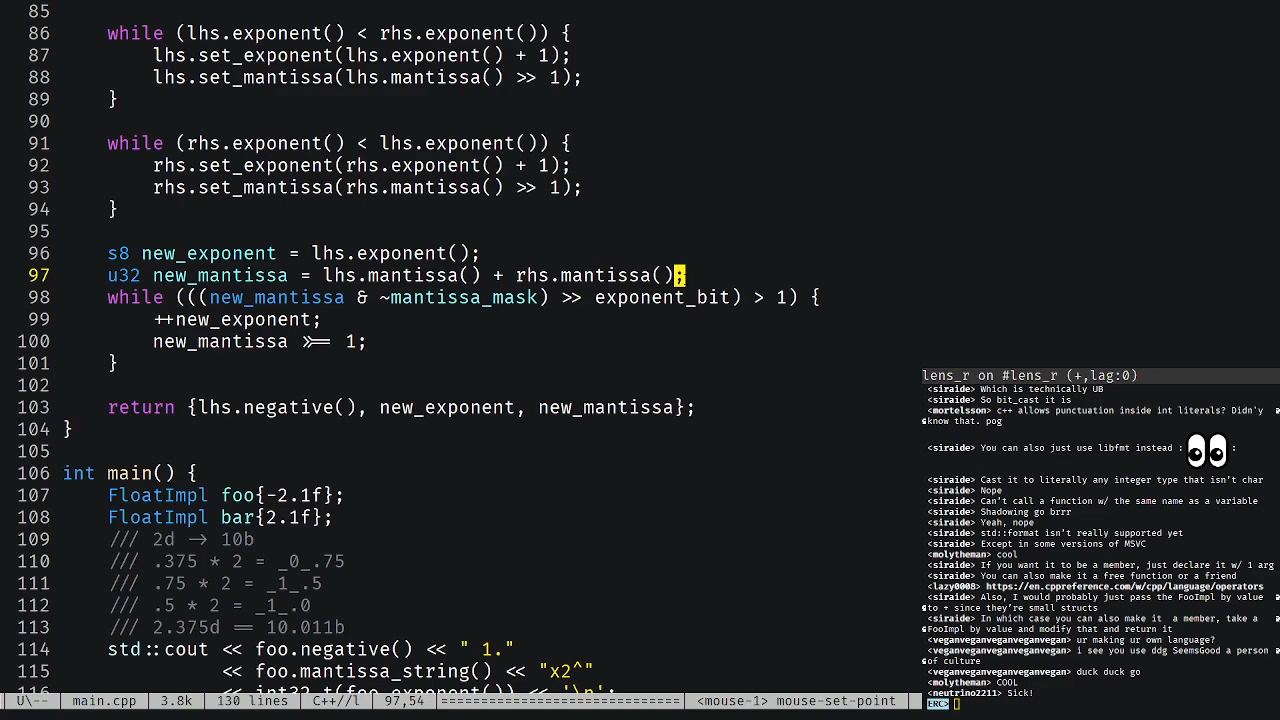 85
86 while (lhs.exponent() < rhs.exponent()) {
87 lhs.set_exponent(lhs.exponent() + 1);
88 lhs.set_mantissa(lhs.mantissa() >> 1);
89 }
90
91 while (rhs.exponent() < lhs.exponent()) {
92 rhs.set_exponent(rhs.exponent() + 1);
93 rhs.set_mantissa(rhs.mantissa() >> 1);
94 }
95
96 s8 new_exponent = lhs.exponent();
97 u32 new_mantissa = lhs.mantissa() + rhs.mantissa();
98 while (((new_mantissa & ~mantissa_mask) >> exponent_bit) > 1) {
99 ++new_exponent;
100 new_mantissa >>= 1;
101 }
102
103 return {lhs.negative(), new_exponent, new_mantissa};
104 }
105
106 int main() {
107 FloatImpl foo{-2.1f};
108 FloatImpl bar{2.1f};
109 /// 2d -> 10b
110 /// .375 * 2 = _0_.75
111 /// .75 * 2 = _1_.5
112 /// .5 * 2 = _1_.0
113 /// 2.375d == 10.011b
114 std::cout << foo.negative() << " 1."
115 << foo.mantissa_string() << "x2^"
116 << int32_t(foo.exponent()) << '\n';
U\-- main.cpp 3.8k 130 lines C++//l 97,54 <mouse-1> mouse-set-point
lens_r on #lens_r (+,lag:0)
<siraide> Which is technically UB
<siraide> So bit_cast it is
<mortelsson> c++ allows punctuation inside int literals? Didn'y
know that. pog
<siraide> You can also just use libfmt instead : :
<siraide> Cast it to literally any integer type that isn't char
<siraide> Nope
<siraide> Can't call a function w/ the same name as a variable
<siraide> Shadowing go brrr
<siraide> Yeah, nope
<siraide> std::format isn't really supported yet
<siraide> Except in some versions of MSVC
<molytheman> cool
<siraide> If you want it to be a member, just declare it w/ 1 arg
<siraide> You can also make it a free function or a friend
<lazy0008> https://en.cppreference.com/w/cpp/language/operators
<siraide> Also, I would probably just pass the FooImpl by value
to + since they're small structs
<siraide> In which case you can also make it  a member, take a
FooImpl by value and modify that and return it
<veganveganveganvegan> ur making ur own language?
<veganveganveganvegan> i see you use ddg SeemsGood a person
of culture
<veganveganveganvegan> duck duck go
<molytheman> COOL
<neutrino2211> Sick!
ERC>